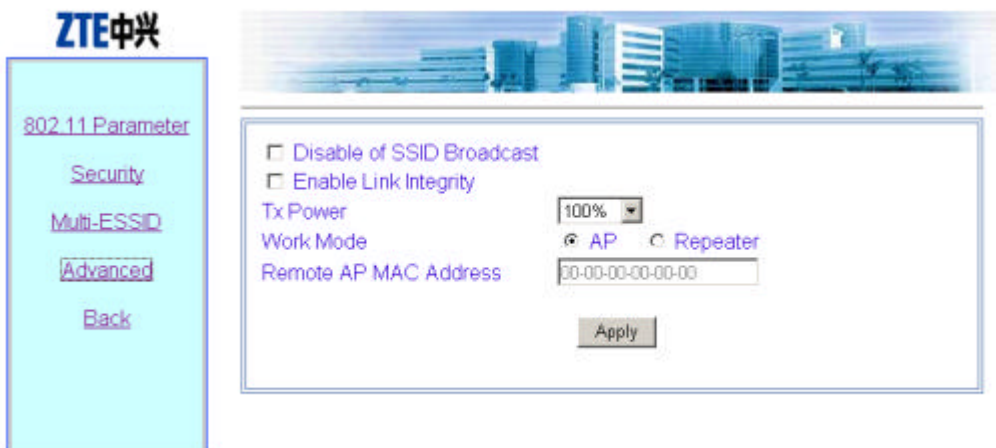 ZTE中兴
802.11 Parameter
Security
Multi-ESSID
Advanced
Back
Disable of SSID Broadcast
Enable Link Integrity
Tx Power 100%
Work Mode AP Repeater
Remote AP MAC Address 00-00-00-00-00-00
Apply